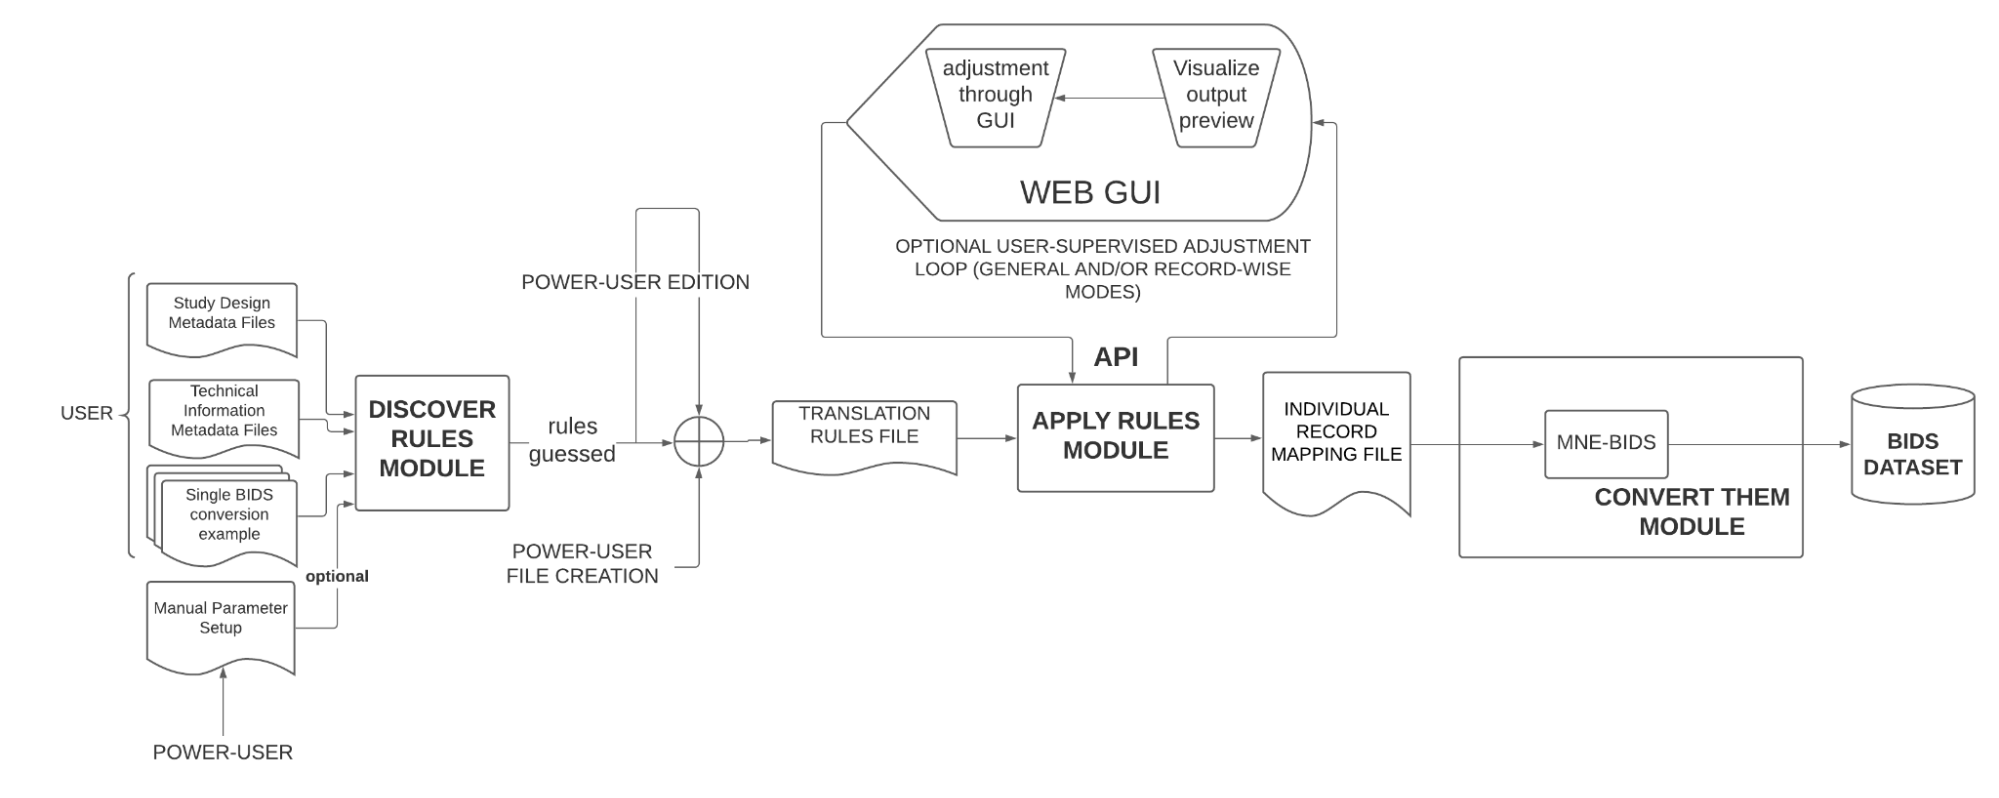 adjustment
through
GUI
Visualize
output
preview
WEB GUI
OPTIONAL USER-SUPERVISED ADJUSTMENT
LOOP (GENERAL AND/OR RECORD-WISE
MODES)
POWER-USER EDITION
USER
Study Design
Metadata Files
Technical
Information
Metadata Files
Single BIDS
conversion
example
optional
Manual Parameter
Setup
POWER-USER
DISCOVER
RULES
MODULE
rules
guessed
POWER-USER
FILE CREATION
TRANSLATION
RULES FILE
API
APPLY RULES
MODULE
INDIVIDUAL
RECORD
MAPPING FILE
MNE-BIDS
CONVERT THEM
MODULE
BIDS
DATASET